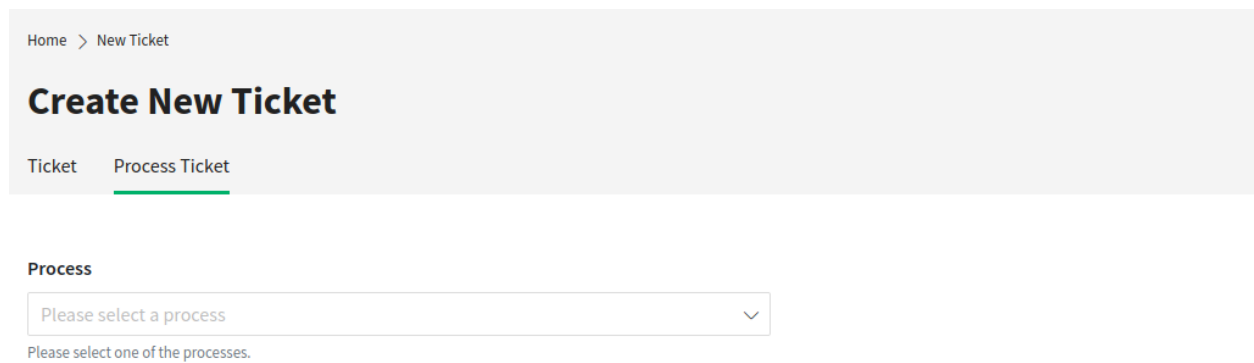 Home > New Ticket
Create New Ticket
Ticket Process Ticket
Process
Please select a process
Please select one of the processes.